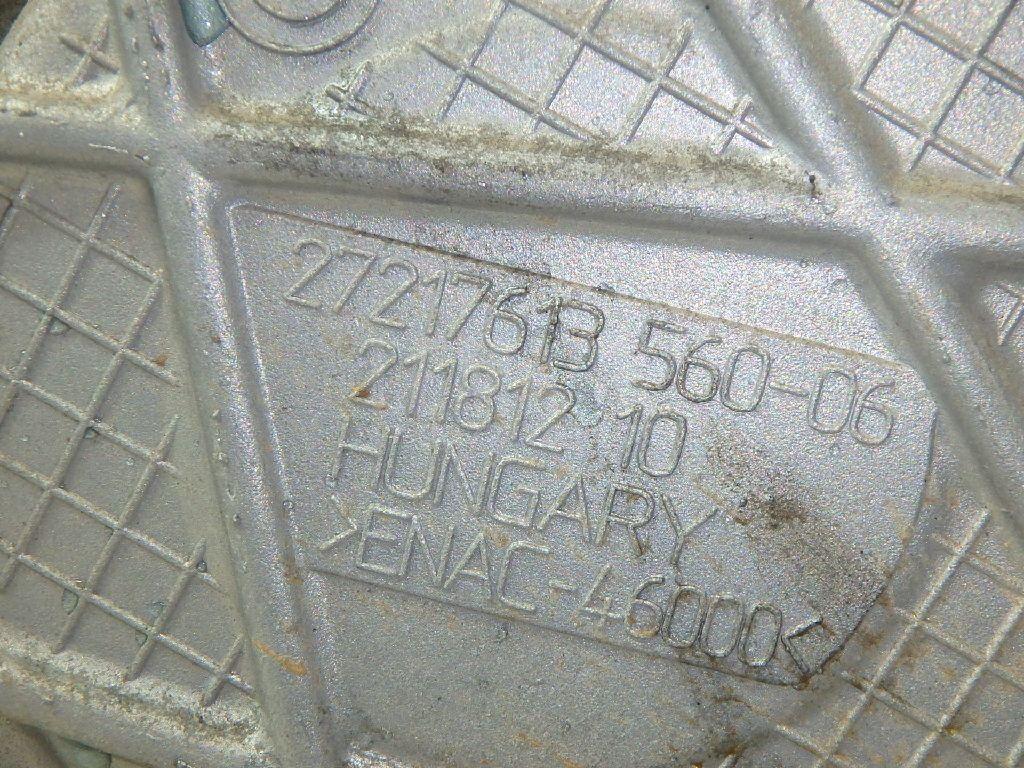 27217613 560-06
211812 10
HUNGARY
>ENAC-46000<